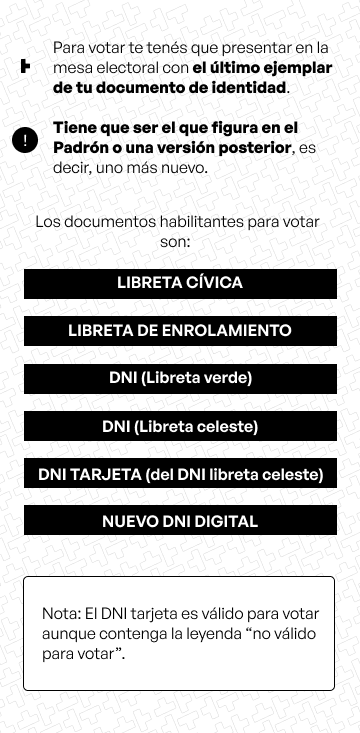 Para votar te tenés que presentar en la
mesa electoral con el último ejemplar
de tu documento de identidad.
!
Tiene que ser el que figura en el
Padrón o una versión posterior, es
decir, uno más nuevo.
Los documentos habilitantes para votar
son:
LIBRETA CÍVICA
LIBRETA DE ENROLAMIENTO
DNI (Libreta verde)
DNI (Libreta celeste)
DNI TARJETA (del DNI libreta celeste)
NUEVO DNI DIGITAL
Nota: El DNI tarjeta es válido para votar
aunque contenga la leyenda “no válido
para votar”.